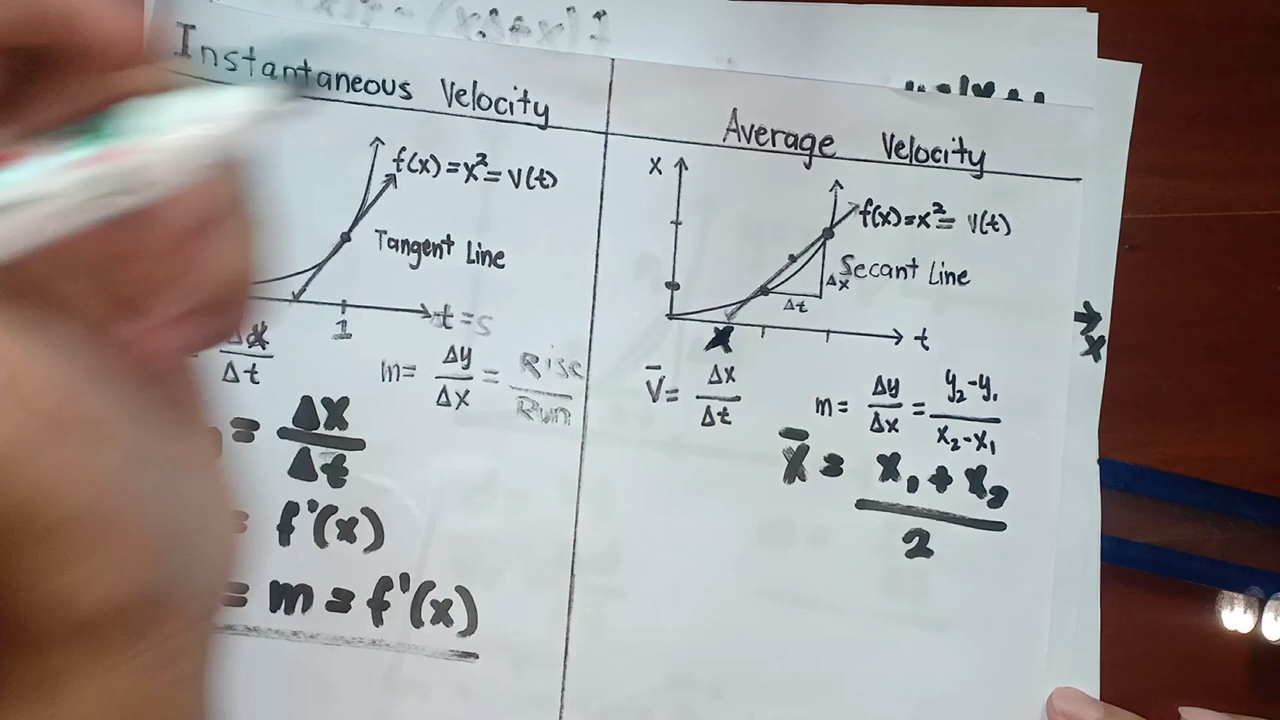 Instantaneous Velocity
f(x)=x²=V(t)
Tangent Line
1
t=s
Δt
m= Δy/Δx = Rise/Run
= Δx/Δt
= f'(x)
= m = f'(x)
Average Velocity
x
f(x)=x²= V(t)
Secant Line
Δx
Δt
t
x
V̄= Δx/Δt
m= Δy/Δx = y₂-y₁/x₂-x₁
x̄ = x₁+x₂/2